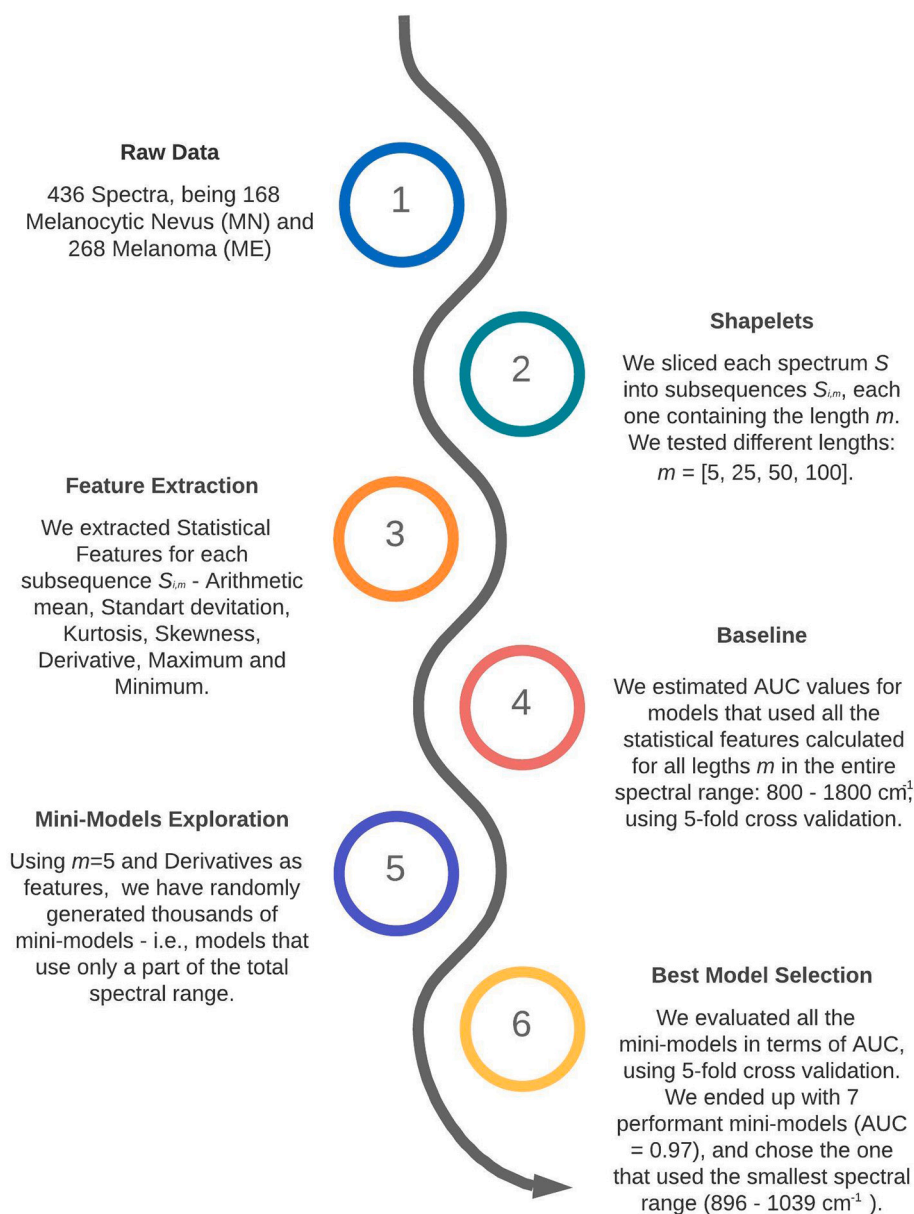 Raw Data
436 Spectra, being 168
Melanocytic Nevus (MN) and
268 Melanoma (ME)
1
2
Shapelets
We sliced each spectrum S
into subsequences Si,m, each
one containing the length m.
We tested different lengths:
m = [5, 25, 50, 100].
Feature Extraction
We extracted Statistical
Features for each
subsequence Si,m - Arithmetic
mean, Standart devitation,
Kurtosis, Skewness,
Derivative, Maximum and
Minimum.
3
4
Baseline
We estimated AUC values for
models that used all the
statistical features calculated
for all legths m in the entire
spectral range: 800 - 1800 cm-1,
using 5-fold cross validation.
Mini-Models Exploration
Using m=5 and Derivatives as
features, we have randomly
generated thousands of
mini-models - i.e., models that
use only a part of the total
spectral range.
5
6
Best Model Selection
We evaluated all the
mini-models in terms of AUC,
using 5-fold cross validation.
We ended up with 7
performant mini-models (AUC
= 0.97), and chose the one
that used the smallest spectral
range (896 - 1039 cm-1 ).